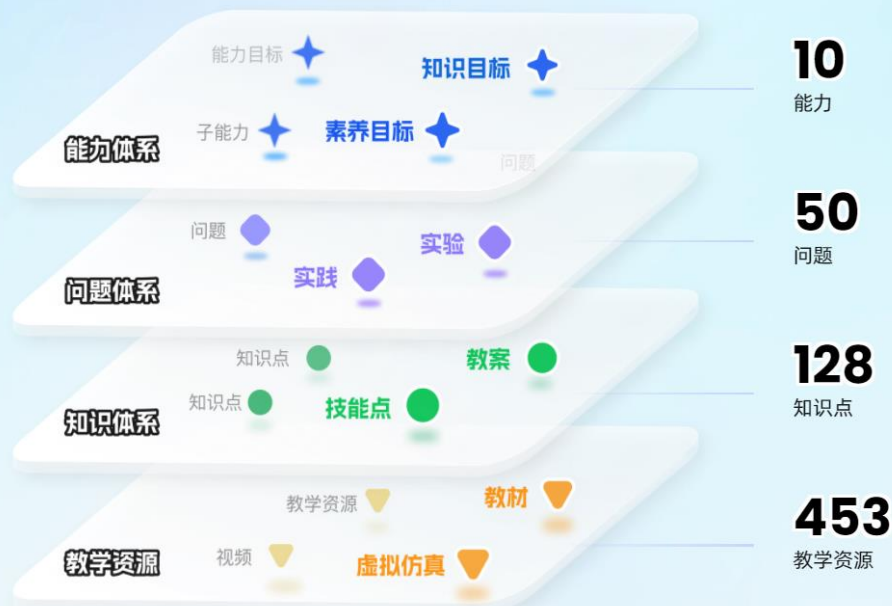 能力目标
知识目标
子能力
素养目标
能力体系
问题
10
能力
问题
实验
实践
问题体系
50
问题
知识点
教案
知识点
技能点
知识体系
128
知识点
教学资源
教材
视频
虚拟仿真
教学资源
453
教学资源